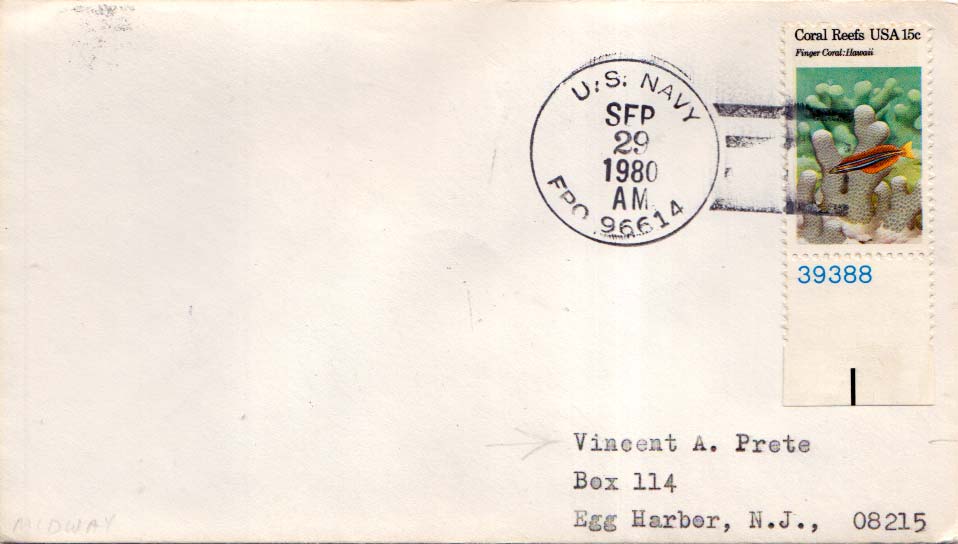 Coral Reefs USA 15c
Finger Coral: Hawaii
U.S. NAVY
SEP
29
1980
AM
FPO 96614
39388
Vincent A. Prete
Box 114
Egg Harbor, N.J., 08215
MIDWAY